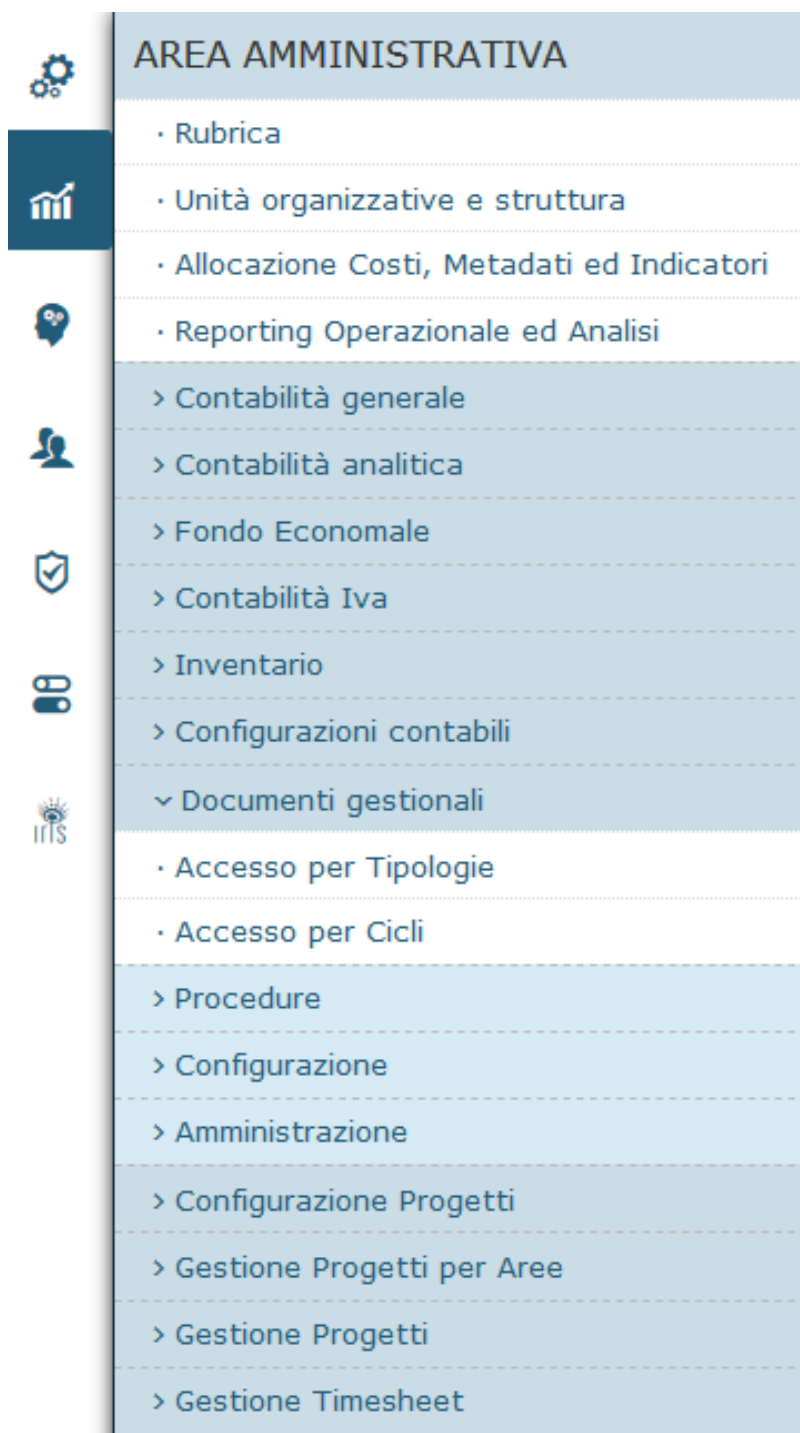 AREA AMMINISTRATIVA
· Rubrica
· Unità organizzative e struttura
· Allocazione Costi, Metadati ed Indicatori
· Reporting Operazionale ed Analisi
> Contabilità generale
> Contabilità analitica
> Fondo Economale
> Contabilità Iva
> Inventario
> Configurazioni contabili
Documenti gestionali
IrIS
· Accesso per Tipologie
· Accesso per Cicli
> Procedure
> Configurazione
> Amministrazione
> Configurazione Progetti
> Gestione Progetti per Aree
> Gestione Progetti
> Gestione Timesheet